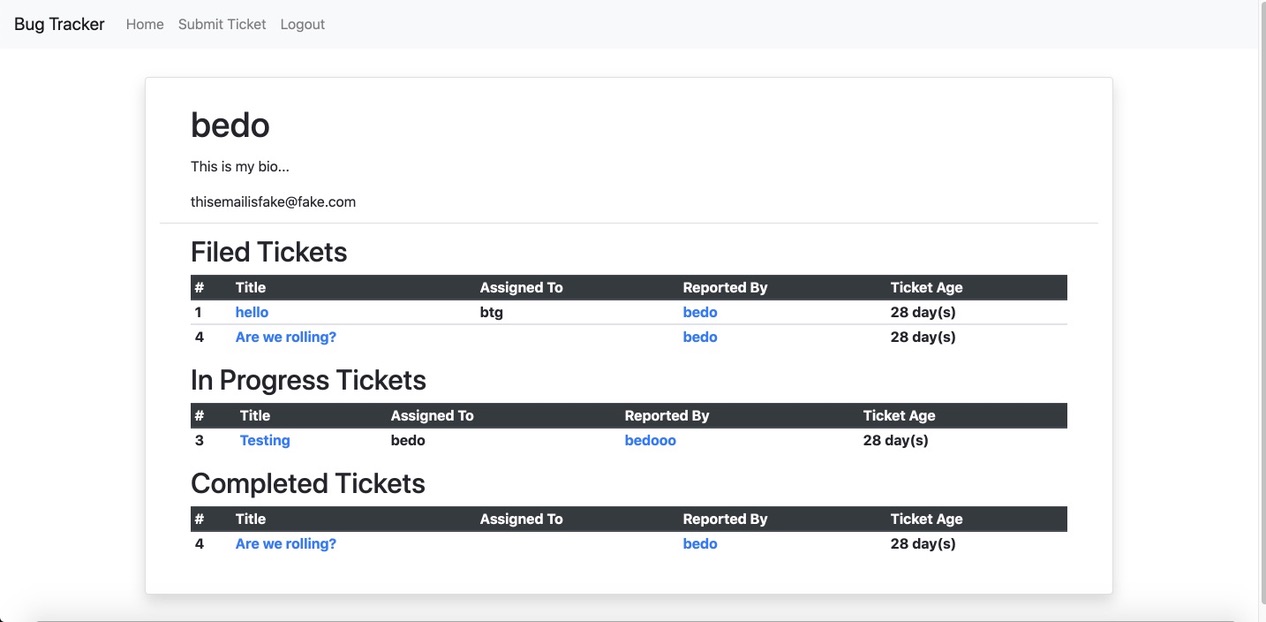 Bug Tracker Home Submit Ticket Logout
bedo
This is my bio...
thisemailisfake@fake.com
Filed Tickets
# Title Assigned To Reported By Ticket Age
1 hello btg bedo 28 day(s)
4 Are we rolling? bedo 28 day(s)
In Progress Tickets
# Title Assigned To Reported By Ticket Age
3 Testing bedo bedooo 28 day(s)
Completed Tickets
# Title Assigned To Reported By Ticket Age
4 Are we rolling? bedo 28 day(s)